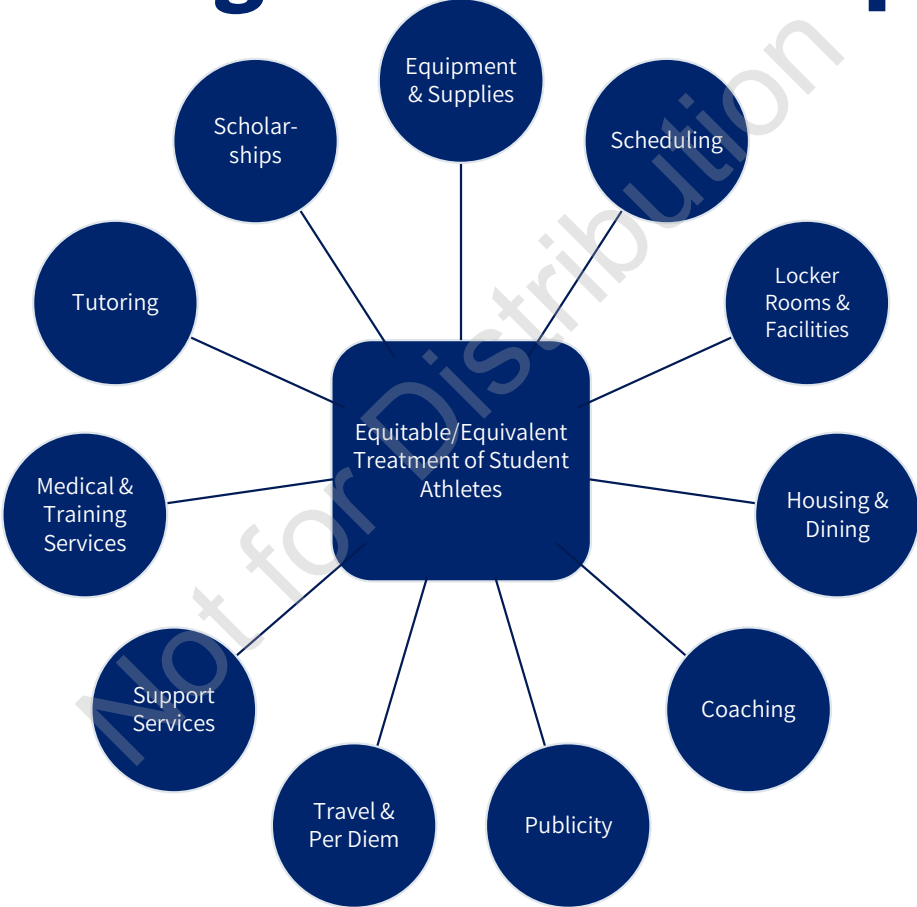 Equipment
& Supplies
Scheduling
Locker
Rooms &
Facilities
Housing &
Dining
Coaching
Publicity
Travel &
Per Diem
Support
Services
Medical &
Training
Services
Tutoring
Scholar-
ships
Equitable/Equivalent
Treatment of Student
Athletes
Not for Distribution